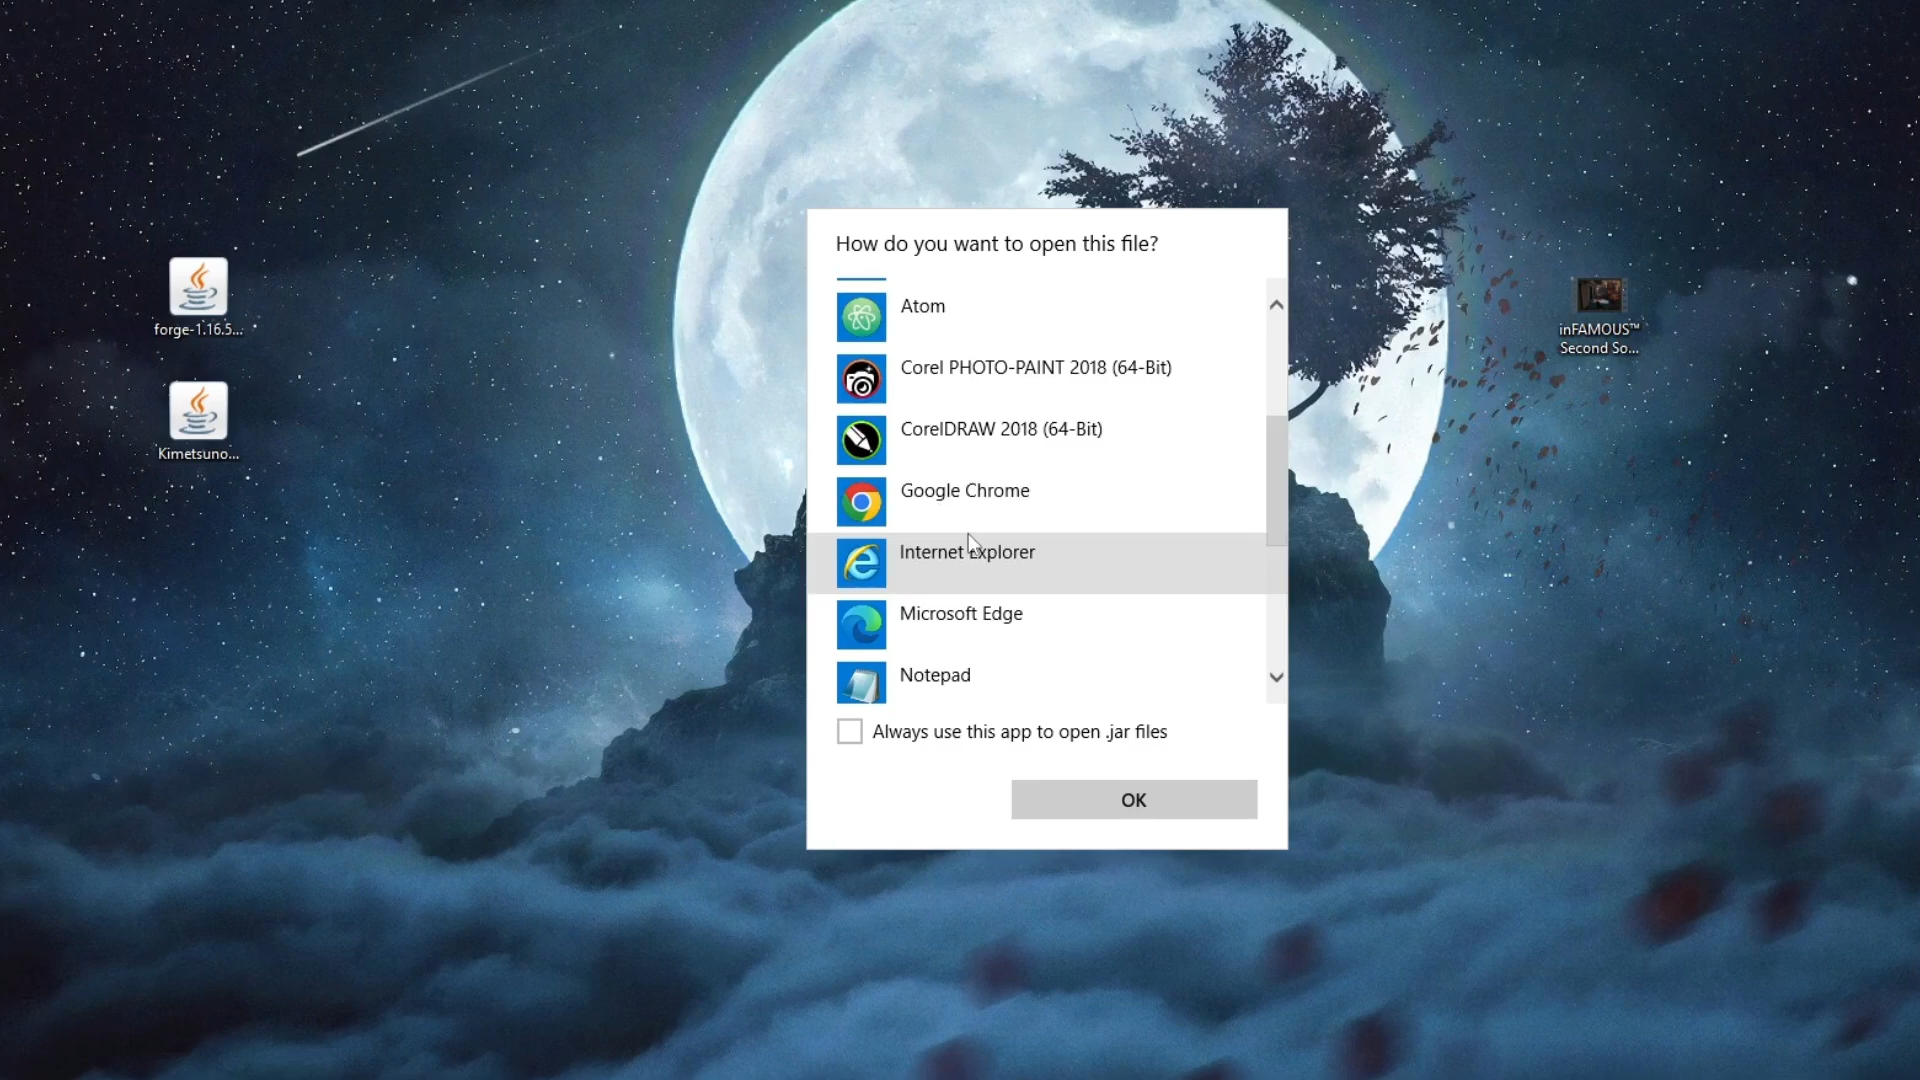 forge-1.16.5...
Kimetsuno...
How do you want to open this file?
Atom
Corel PHOTO-PAINT 2018 (64-Bit)
CorelDRAW 2018 (64-Bit)
Google Chrome
Internet Explorer
Microsoft Edge
Notepad
Always use this app to open .jar files
OK
inFAMOUS™
Second So...